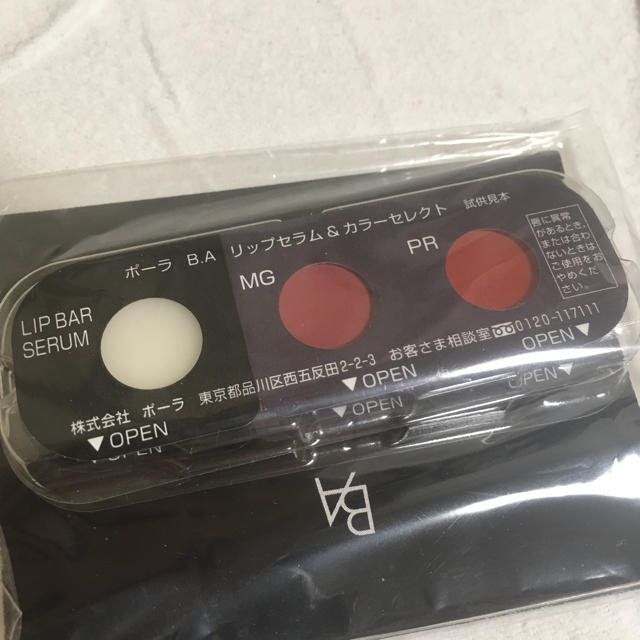 ポーラ B.A リップセラム&カラーセレクト 試供見本
唇に異常
があるとき、
または合わ
ないときは
ご使用をお
やめくだ
さい。
LIP BAR
SERUM
MG
PR
株式会社 ポーラ 東京都品川区西五反田2-2-3 お客さま相談室 0120-117111
▼OPEN
▼OPEN
OPEN▼
▼OPEN
▼OPEN
OPEN▼
BA